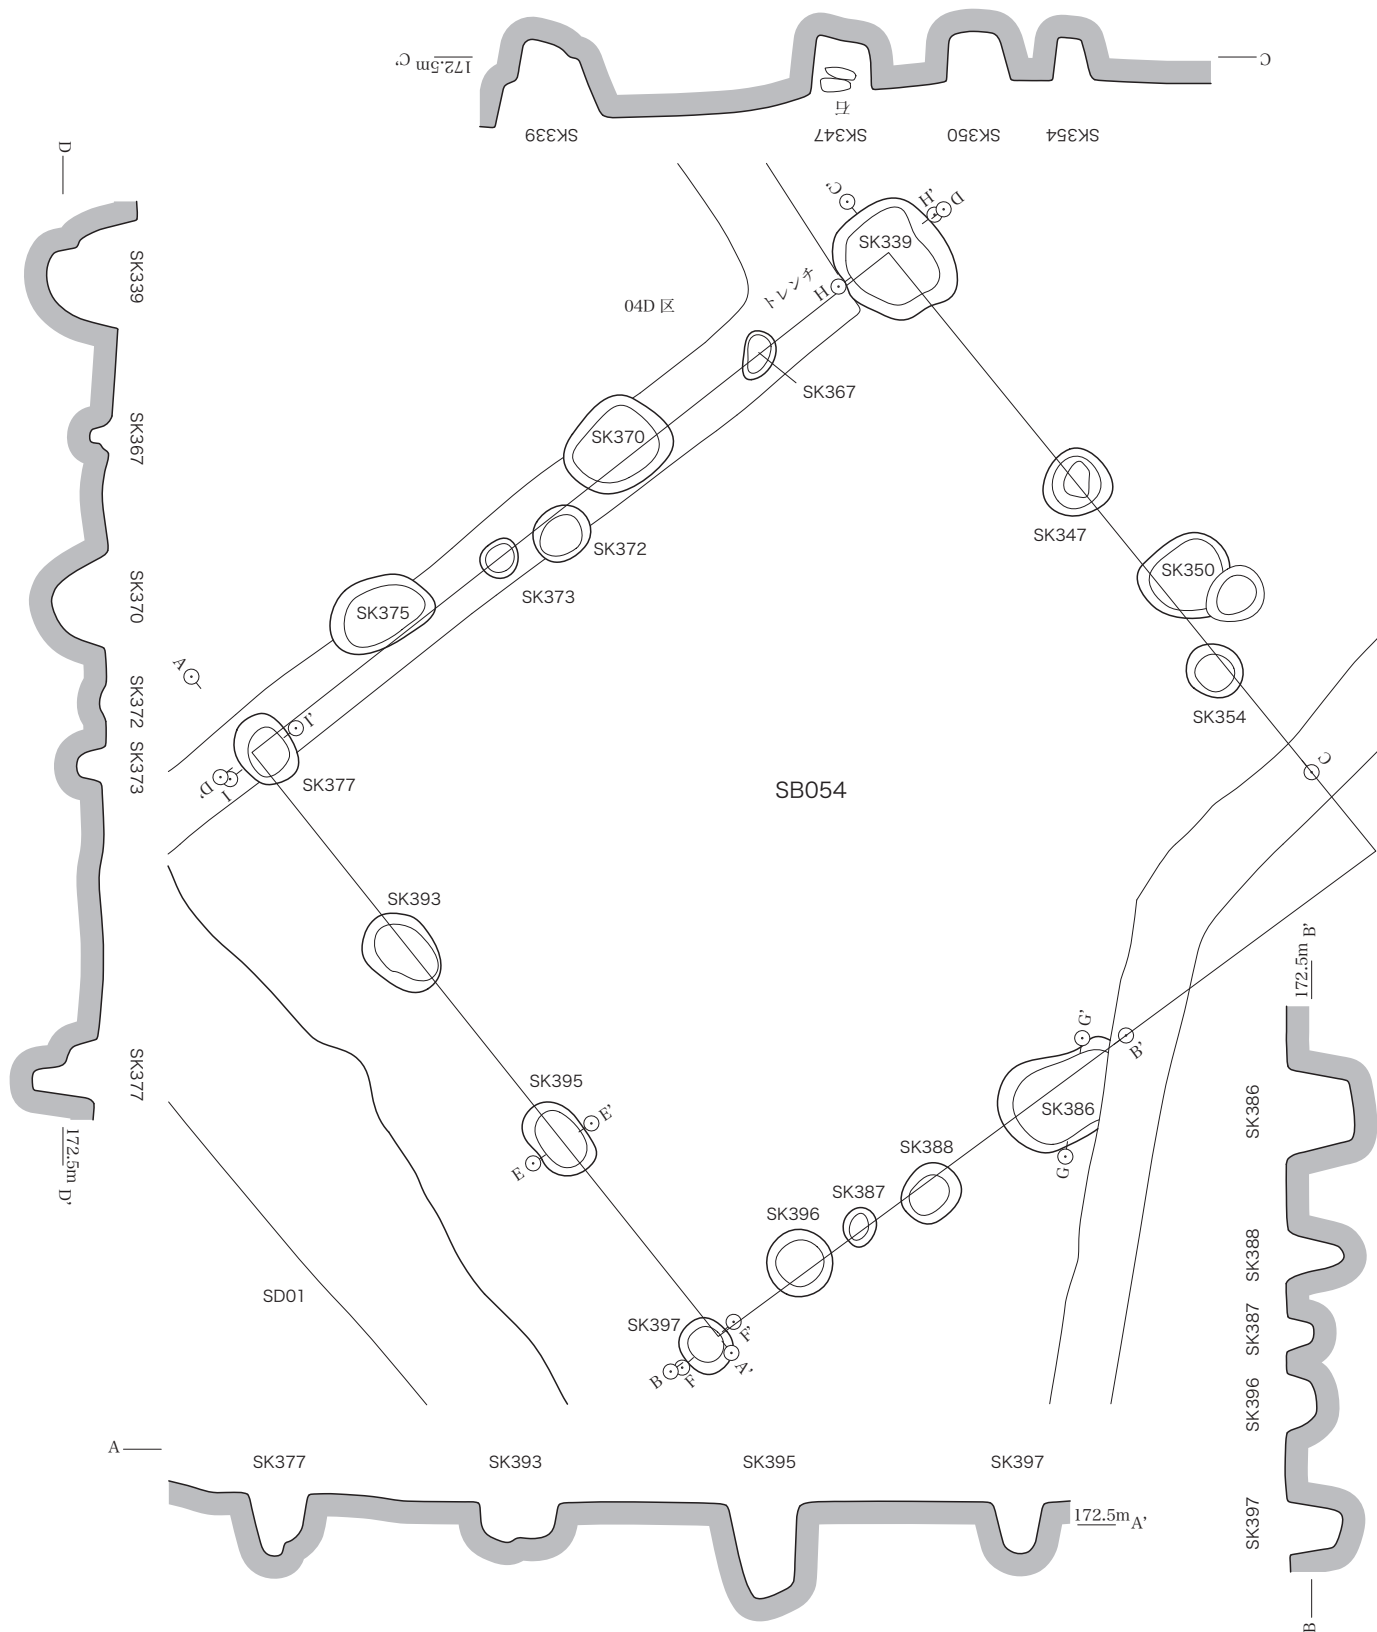 C'
172.5m
C
石
SK339
SK347
SK350
SK354
D
SK339
SK367
SK370
SK372
SK373
SK377
172.5m
D'
C'
H'
D
SK339
トレンチ
H
04D 区
SK367
SK370
SK347
SK372
SK350
SK373
SK375
A
SK354
I'
SK377
D'
I
C
SB054
SK393
172.5m
B'
G'
B'
SK395
E'
E
SK386
G
SK388
SK387
SK396
SD01
SK397
F'
A'
B
F
SK386
SK388
SK387
SK396
SK397
B
A
SK377
SK393
SK395
SK397
172.5m
A'